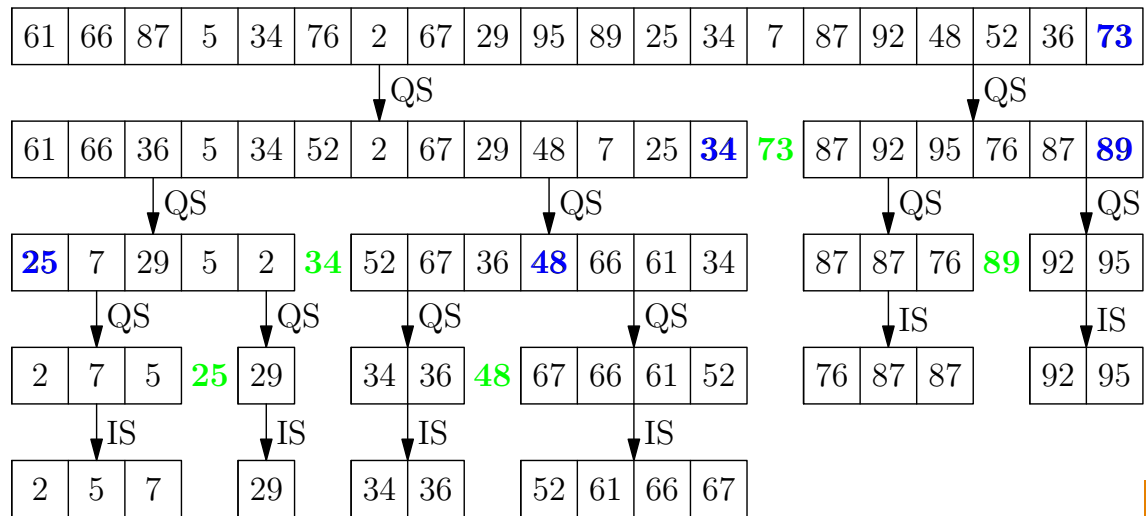 61 66 87 5 34 76 2 67 29 95 89 25 34 7 87 92 48 52 36 73
QS QS
61 66 36 5 34 52 2 67 29 48 7 25 34 73 87 92 95 76 87 89
QS QS QS QS
25 7 29 5 2 34 52 67 36 48 66 61 34 87 87 76 89 92 95
QS QS QS QS IS IS
2 7 5 25 29 34 36 48 67 66 61 52 76 87 87 92 95
IS IS IS IS
2 5 7 29 34 36 52 61 66 67